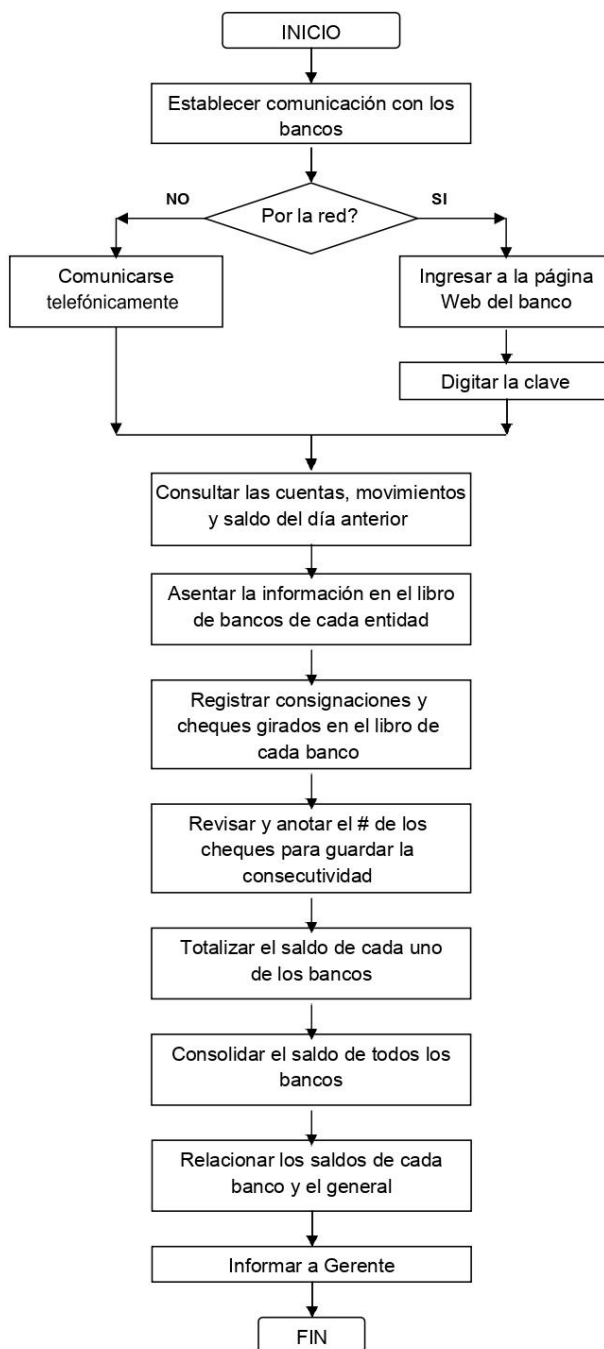 INICIO
Establecer comunicación con los
bancos
NO
Por la red?
SI
Comunicarse
telefónicamente
Ingresar a la página
Web del banco
Digitar la clave
Consultar las cuentas, movimientos
y saldo del día anterior
Asentar la información en el libro
de bancos de cada entidad
Registrar consignaciones y
cheques girados en el libro de
cada banco
Revisar y anotar el # de los
cheques para guardar la
consecutividad
Totalizar el saldo de cada uno
de los bancos
Consolidar el saldo de todos los
bancos
Relacionar los saldos de cada
banco y el general
Informar a Gerente
FIN